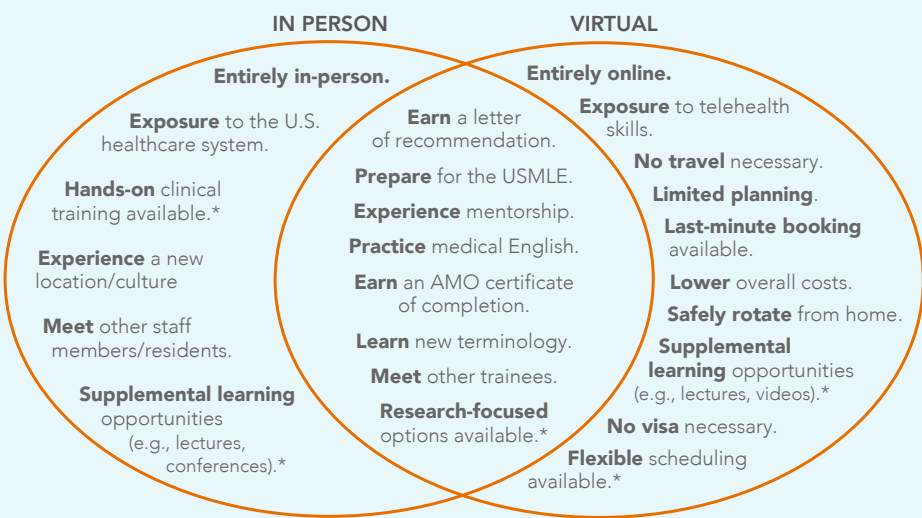 IN PERSON
VIRTUAL
Entirely in-person.
Exposure to the U.S.
healthcare system.
Hands-on clinical
training available.*
Experience a new
location/culture
Meet other staff
members/residents.
Supplemental learning
opportunities
(e.g., lectures,
conferences).*
Earn a letter
of recommendation.
Prepare for the USMLE.
Experience mentorship.
Practice medical English.
Earn an AMO certificate
of completion.
Learn new terminology.
Meet other trainees.
Research-focused
options available.*
Entirely online.
Exposure to telehealth
skills.
No travel necessary.
Limited planning.
Last-minute booking
available.
Lower overall costs.
Safely rotate from home.
Supplemental
learning opportunities
(e.g., lectures, videos).*
No visa necessary.
Flexible scheduling
available.*